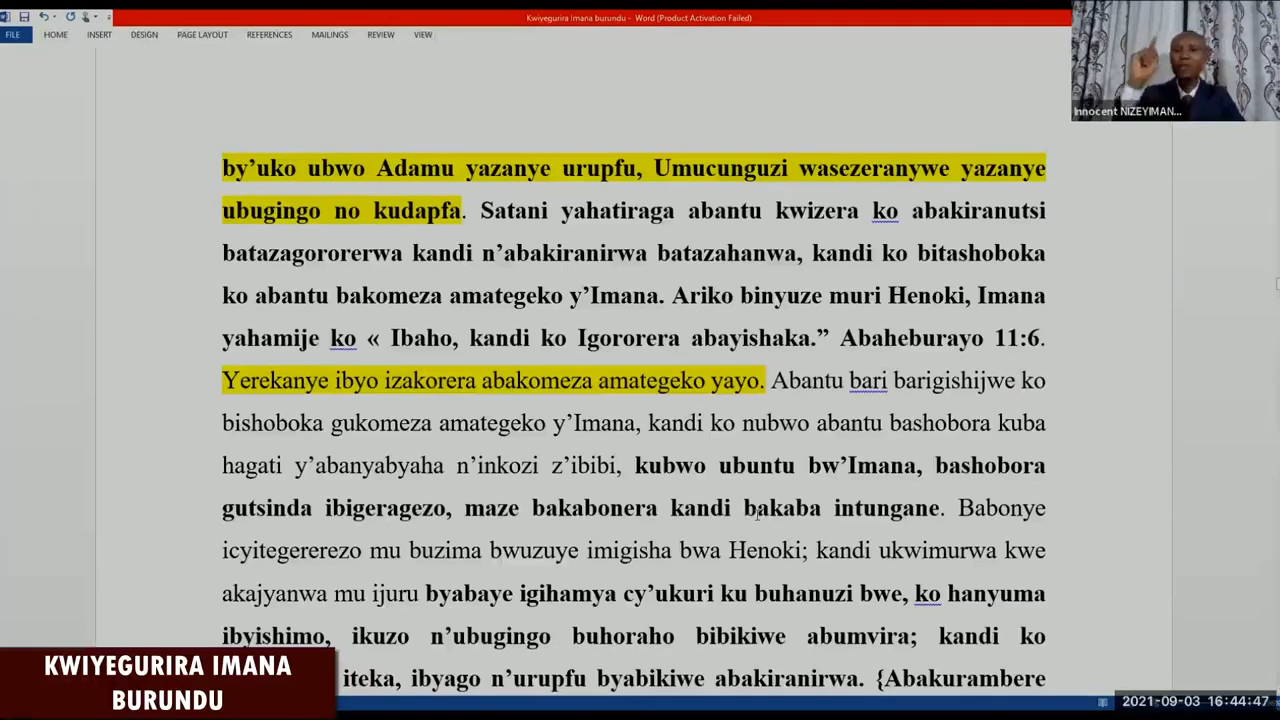 Kwiyegurira Imana burundu - Word (Product Activation Failed)
FILE HOME INSERT DESIGN PAGE LAYOUT REFERENCES MAILINGS REVIEW VIEW
Innocent NIZEYIMAN...
by’uko ubwo Adamu yazanye urupfu, Umucunguzi wasezeranywe yazanye
ubugingo no kudapfa. Satani yahatiraga abantu kwizera ko abakiranutsi
batazagororerwa kandi n’abakiranirwa batazahanwa, kandi ko bitashoboka
ko abantu bakomeza amategeko y’Imana. Ariko binyuze muri Henoki, Imana
yahamije ko « Ibaho, kandi ko Igororera abayishaka.” Abaheburayo 11:6.
Yerekanye ibyo izakorera abakomeza amategeko yayo. Abantu bari barigishijwe ko
bishoboka gukomeza amategeko y’Imana, kandi ko nubwo abantu bashobora kuba
hagati y’abanyabyaha n’inkozi z’ibibi, kubwo ubuntu bw’Imana, bashobora
gutsinda ibigeragezo, maze bakabonera kandi bakaba intungane. Babonye
icyitegererezo mu buzima bwuzuye imigisha bwa Henoki; kandi ukwimurwa kwe
akajyanwa mu ijuru byabaye igihamya cy’ukuri ku buhanuzi bwe, ko hanyuma
ibyishimo, ikuzo n’ubugingo buhoraho bibikiwe abumvira; kandi ko
iteka, ibyago n’urupfu byabikiwe abakiranirwa. {Abakurambere
KWIYEGURIRA IMANA
BURUNDU
2021-09-03 16:44:47